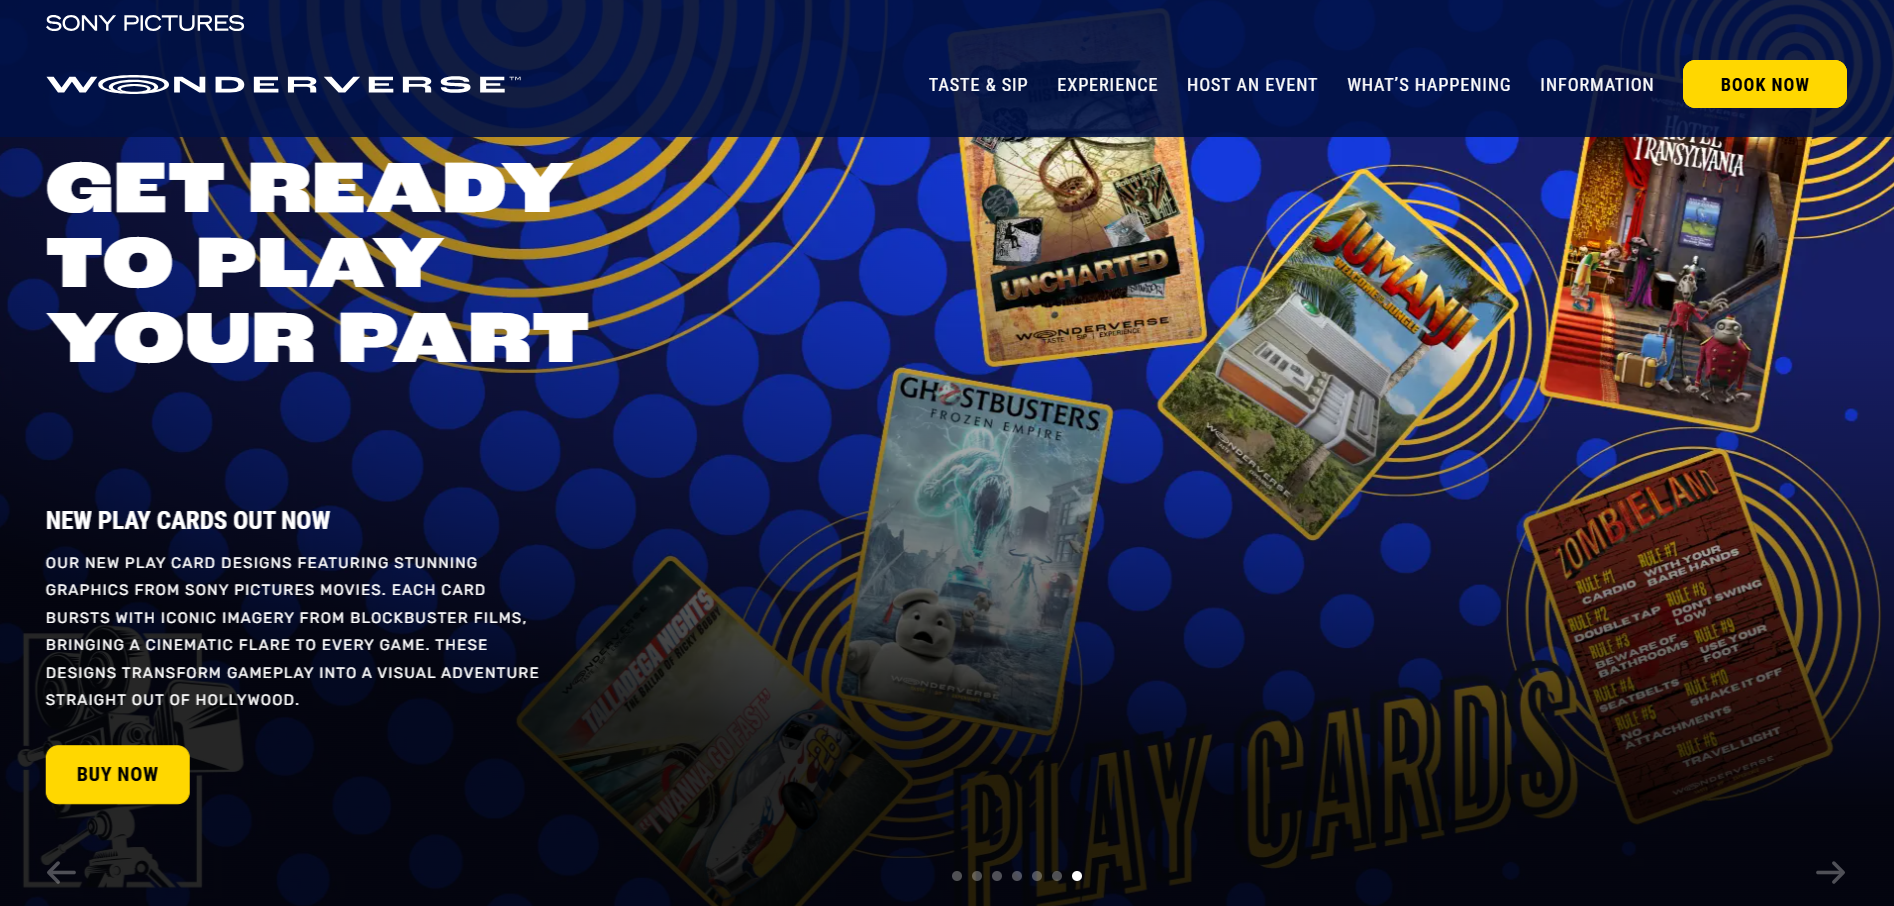 SONY PICTURES
WONDERVERSE™
TASTE & SIP
EXPERIENCE
HOST AN EVENT
WHAT'S HAPPENING
INFORMATION
BOOK NOW
GET READY
TO PLAY
YOUR PART
NEW PLAY CARDS OUT NOW
OUR NEW PLAY CARD DESIGNS FEATURING STUNNING
GRAPHICS FROM SONY PICTURES MOVIES. EACH CARD
BURSTS WITH ICONIC IMAGERY FROM BLOCKBUSTER FILMS,
BRINGING A CINEMATIC FLARE TO EVERY GAME. THESE
DESIGNS TRANSFORM GAMEPLAY INTO A VISUAL ADVENTURE
STRAIGHT OUT OF HOLLYWOOD.
BUY NOW
UNCHARTED
WONDERVERSE
TASTE | SIP | EXPERIENCE
JUMANJI
WELCOME TO THE JUNGLE
WONDERVERSE
HOTEL
TRANSYLVANIA
GHOSTBUSTERS
FROZEN EMPIRE
WONDERVERSE
WONDERVERSE
TALLADEGA NIGHTS
THE BALLAD OF RICKY BOBBY
"I WANNA GO FAST"
26
ZOMBIELAND
RULE #1
CARDIO
RULE #2
DOUBLE TAP
RULE #3
BEWARE OF
BATHROOMS
RULE #4
SEATBELTS
RULE #5
NO
ATTACHMENTS
RULE #6
TRAVEL LIGHT
RULE #7
WITH YOUR
BARE HANDS
RULE #8
DON'T SWING
LOW
RULE #9
USE YOUR
FOOT
RULE #10
SHAKE IT OFF
WONDERVERSE
PLAY CARDS